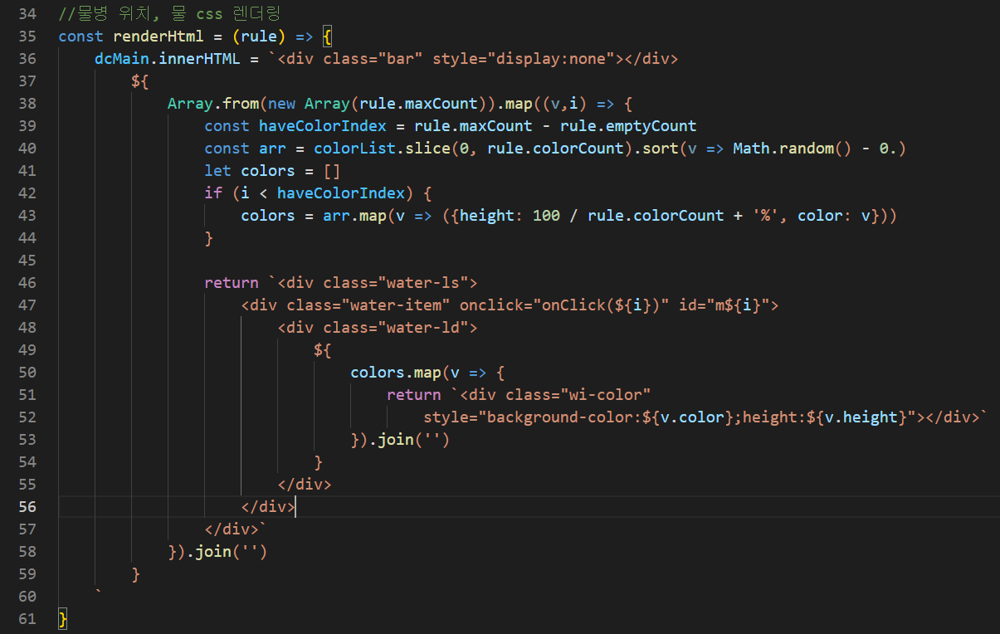 34 //물병 위치, 물 css 렌더링
35 const renderHtml = (rule) => {
36     dcMain.innerHTML = `<div class="bar" style="display:none"></div>
37         ${
38             Array.from(new Array(rule.maxCount)).map((v,i) => {
39                 const haveColorIndex = rule.maxCount - rule.emptyCount
40                 const arr = colorList.slice(0, rule.colorCount).sort(v => Math.random() - 0.)
41                 let colors = []
42                 if (i < haveColorIndex) {
43                     colors = arr.map(v => ({height: 100 / rule.colorCount + '%', color: v}))
44                 }
45
46                 return `<div class="water-ls">
47                     <div class="water-item" onclick="onClick(${i})" id="m${i}">
48                         <div class="water-ld">
49                             ${
50                                 colors.map(v => {
51                                     return `<div class="wi-color"
52                                         style="background-color:${v.color};height:${v.height}"></div>`
53                                 }).join('')
54                             }
55                         </div>
56                     </div>
57                 </div>`
58             }).join('')
59         }
60     `
61 }